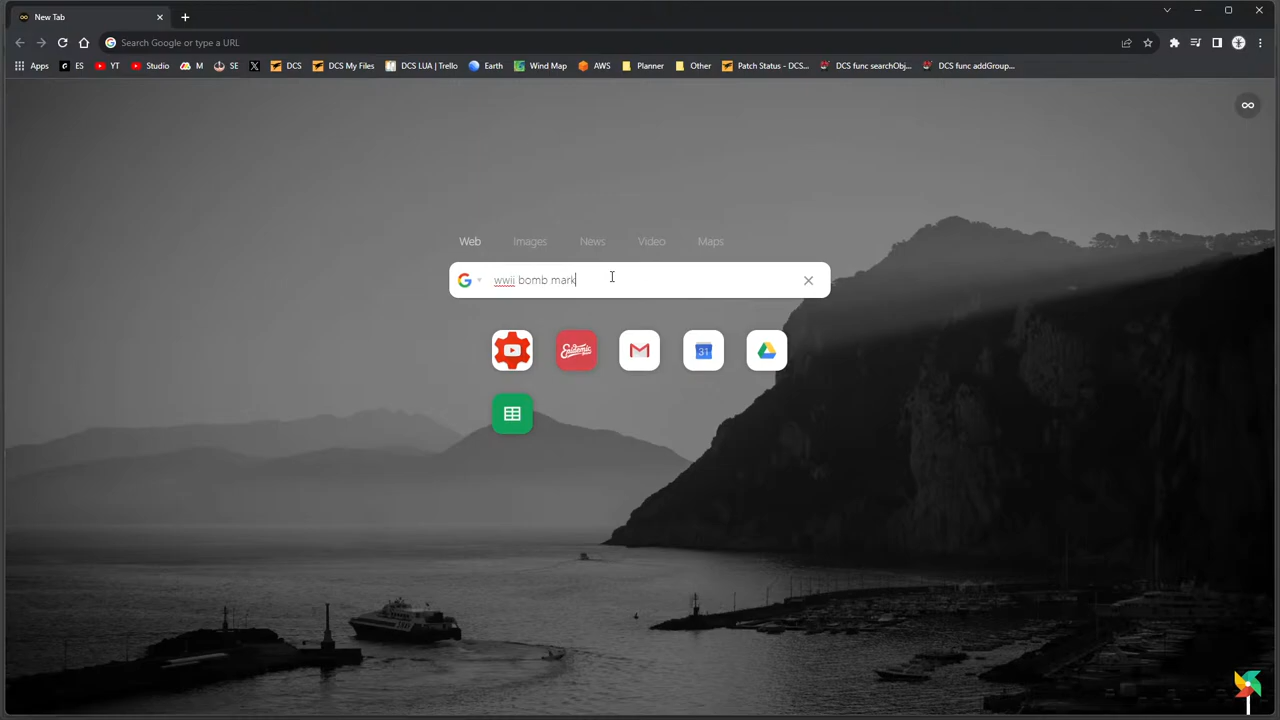 New Tab
Search Google or type a URL
Apps ES YT Studio M SE DCS DCS My Files DCS LUA | Trello Earth Wind Map AWS Planner Other Patch Status - DCS... DCS func searchObj... DCS func addGroup...
Web Images News Video Maps
wwii bomb mark
Epidemic
31